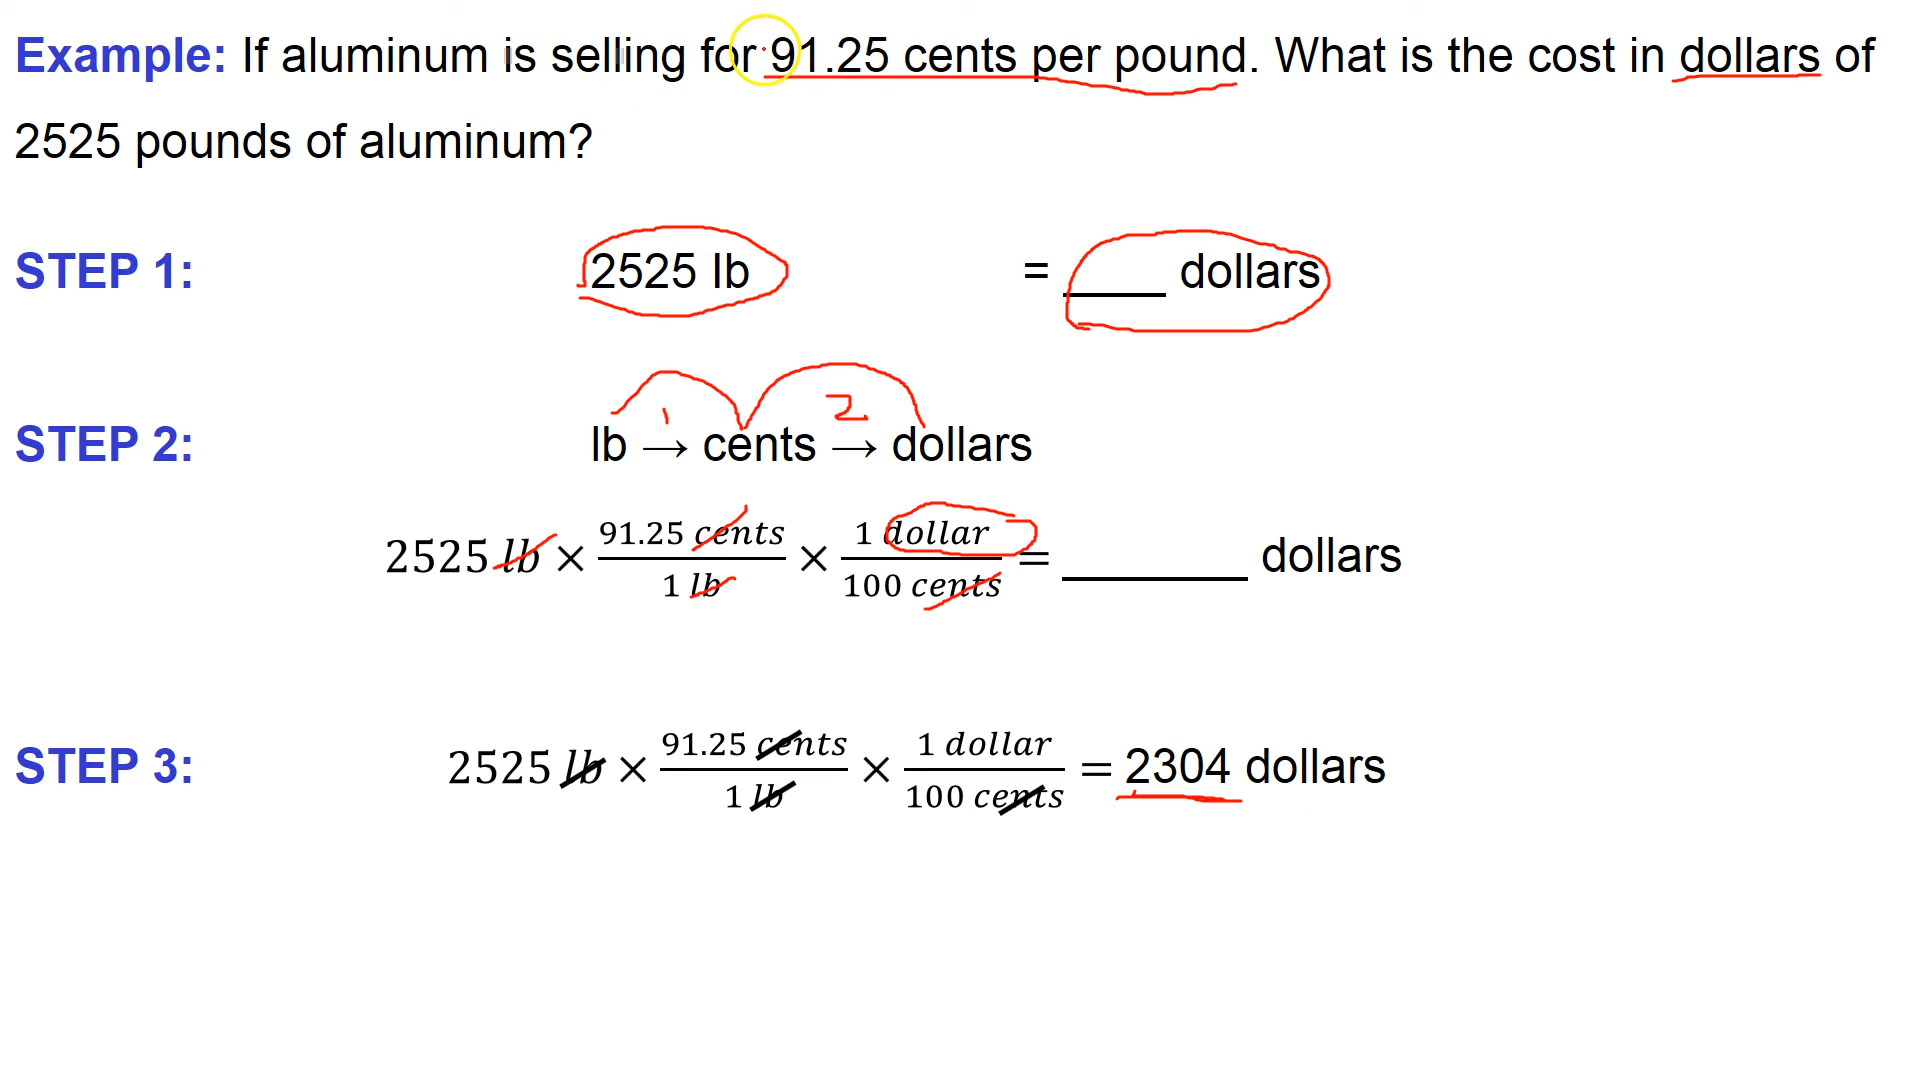 Example: If aluminum is selling for 91.25 cents per pound. What is the cost in dollars of
2525 pounds of aluminum?
STEP 1: 2525 lb = ____ dollars
1 2
STEP 2: lb → cents → dollars
2525 lb × 91.25 cents / 1 lb × 1 dollar / 100 cents = ________ dollars
STEP 3: 2525 lb × 91.25 cents / 1 lb × 1 dollar / 100 cents = 2304 dollars